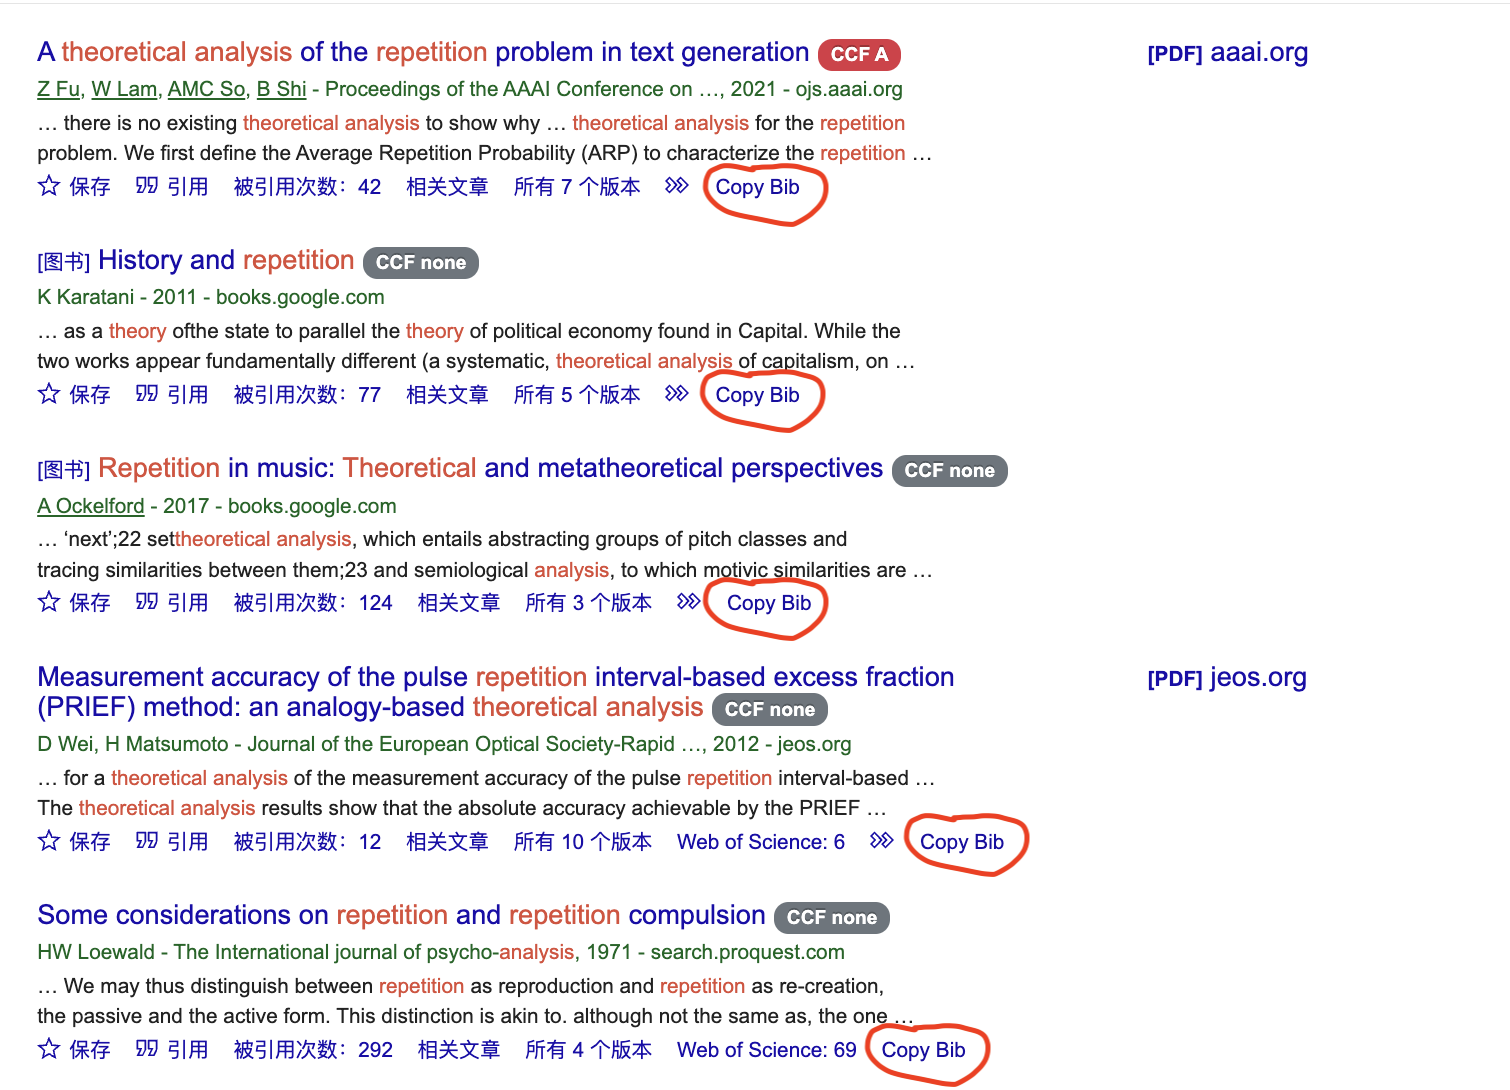 A theoretical analysis of the repetition problem in text generation CCF A [PDF] aaai.org
Z Fu, W Lam, AMC So, B Shi - Proceedings of the AAAI Conference on …, 2021 - ojs.aaai.org
… there is no existing theoretical analysis to show why … theoretical analysis for the repetition
problem. We first define the Average Repetition Probability (ARP) to characterize the repetition …
保存 引用 被引用次数：42 相关文章 所有 7 个版本 Copy Bib
[图书] History and repetition CCF none
K Karatani - 2011 - books.google.com
… as a theory ofthe state to parallel the theory of political economy found in Capital. While the
two works appear fundamentally different (a systematic, theoretical analysis of capitalism, on …
保存 引用 被引用次数：77 相关文章 所有 5 个版本 Copy Bib
[图书] Repetition in music: Theoretical and metatheoretical perspectives CCF none
A Ockelford - 2017 - books.google.com
… ‘next’;22 settheoretical analysis, which entails abstracting groups of pitch classes and
tracing similarities between them;23 and semiological analysis, to which motivic similarities are …
保存 引用 被引用次数：124 相关文章 所有 3 个版本 Copy Bib
Measurement accuracy of the pulse repetition interval-based excess fraction [PDF] jeos.org
(PRIEF) method: an analogy-based theoretical analysis CCF none
D Wei, H Matsumoto - Journal of the European Optical Society-Rapid …, 2012 - jeos.org
… for a theoretical analysis of the measurement accuracy of the pulse repetition interval-based …
The theoretical analysis results show that the absolute accuracy achievable by the PRIEF …
保存 引用 被引用次数：12 相关文章 所有 10 个版本 Web of Science: 6 Copy Bib
Some considerations on repetition and repetition compulsion CCF none
HW Loewald - The International journal of psycho-analysis, 1971 - search.proquest.com
… We may thus distinguish between repetition as reproduction and repetition as re-creation,
the passive and the active form. This distinction is akin to. although not the same as, the one …
保存 引用 被引用次数：292 相关文章 所有 4 个版本 Web of Science: 69 Copy Bib